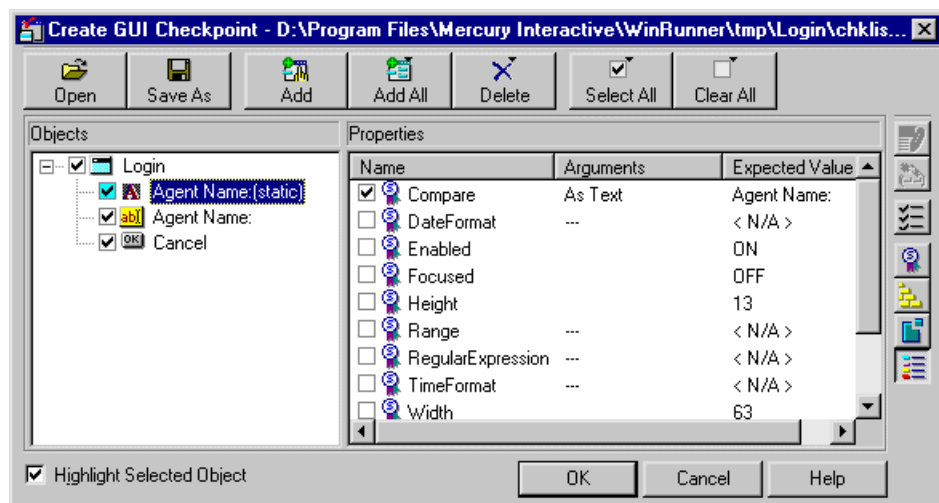 Create GUI Checkpoint - D:\Program Files\Mercury Interactive\WinRunner\tmp\Login\chklis...
Open Save As Add Add All Delete Select All Clear All
Objects Properties
Login
Agent Name:(static)
Agent Name:
Cancel
Name Arguments Expected Value
Compare As Text Agent Name:
DateFormat --- < N/A >
Enabled ON
Focused OFF
Height 13
Range --- < N/A >
RegularExpression --- < N/A >
TimeFormat --- < N/A >
Width 63
Highlight Selected Object OK Cancel Help